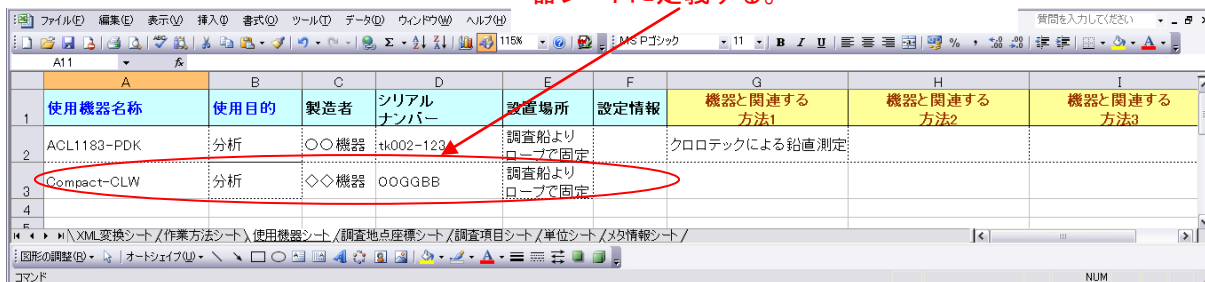 器シートに定義する。
ファイル(F) 編集(E) 表示(V) 挿入(I) 書式(O) ツール(T) データ(D) ウィンドウ(W) ヘルプ(H) 質問を入力してください
115% MS Pゴシック 11 B I U
A11 fx
A B C D E F G H I
1 使用機器名称 使用目的 製造者 シリアル
ナンバー 設置場所 設定情報 機器と関連する
方法1 機器と関連する
方法2 機器と関連する
方法3
2 ACL1183-PDK 分析 〇〇機器 tk002-123 調査船より
ロープで固定 クロロテックによる鉛直測定
3 Compact-CLW 分析 ◇◇機器 OOGGBB 調査船より
ロープで固定
4
XML変換シート/作業方法シート\使用機器シート/調査地点座標シート/調査項目シート/単位シート/メタ情報シート/
図形の調整(R) オートシェイプ(U)
コマンド NUM